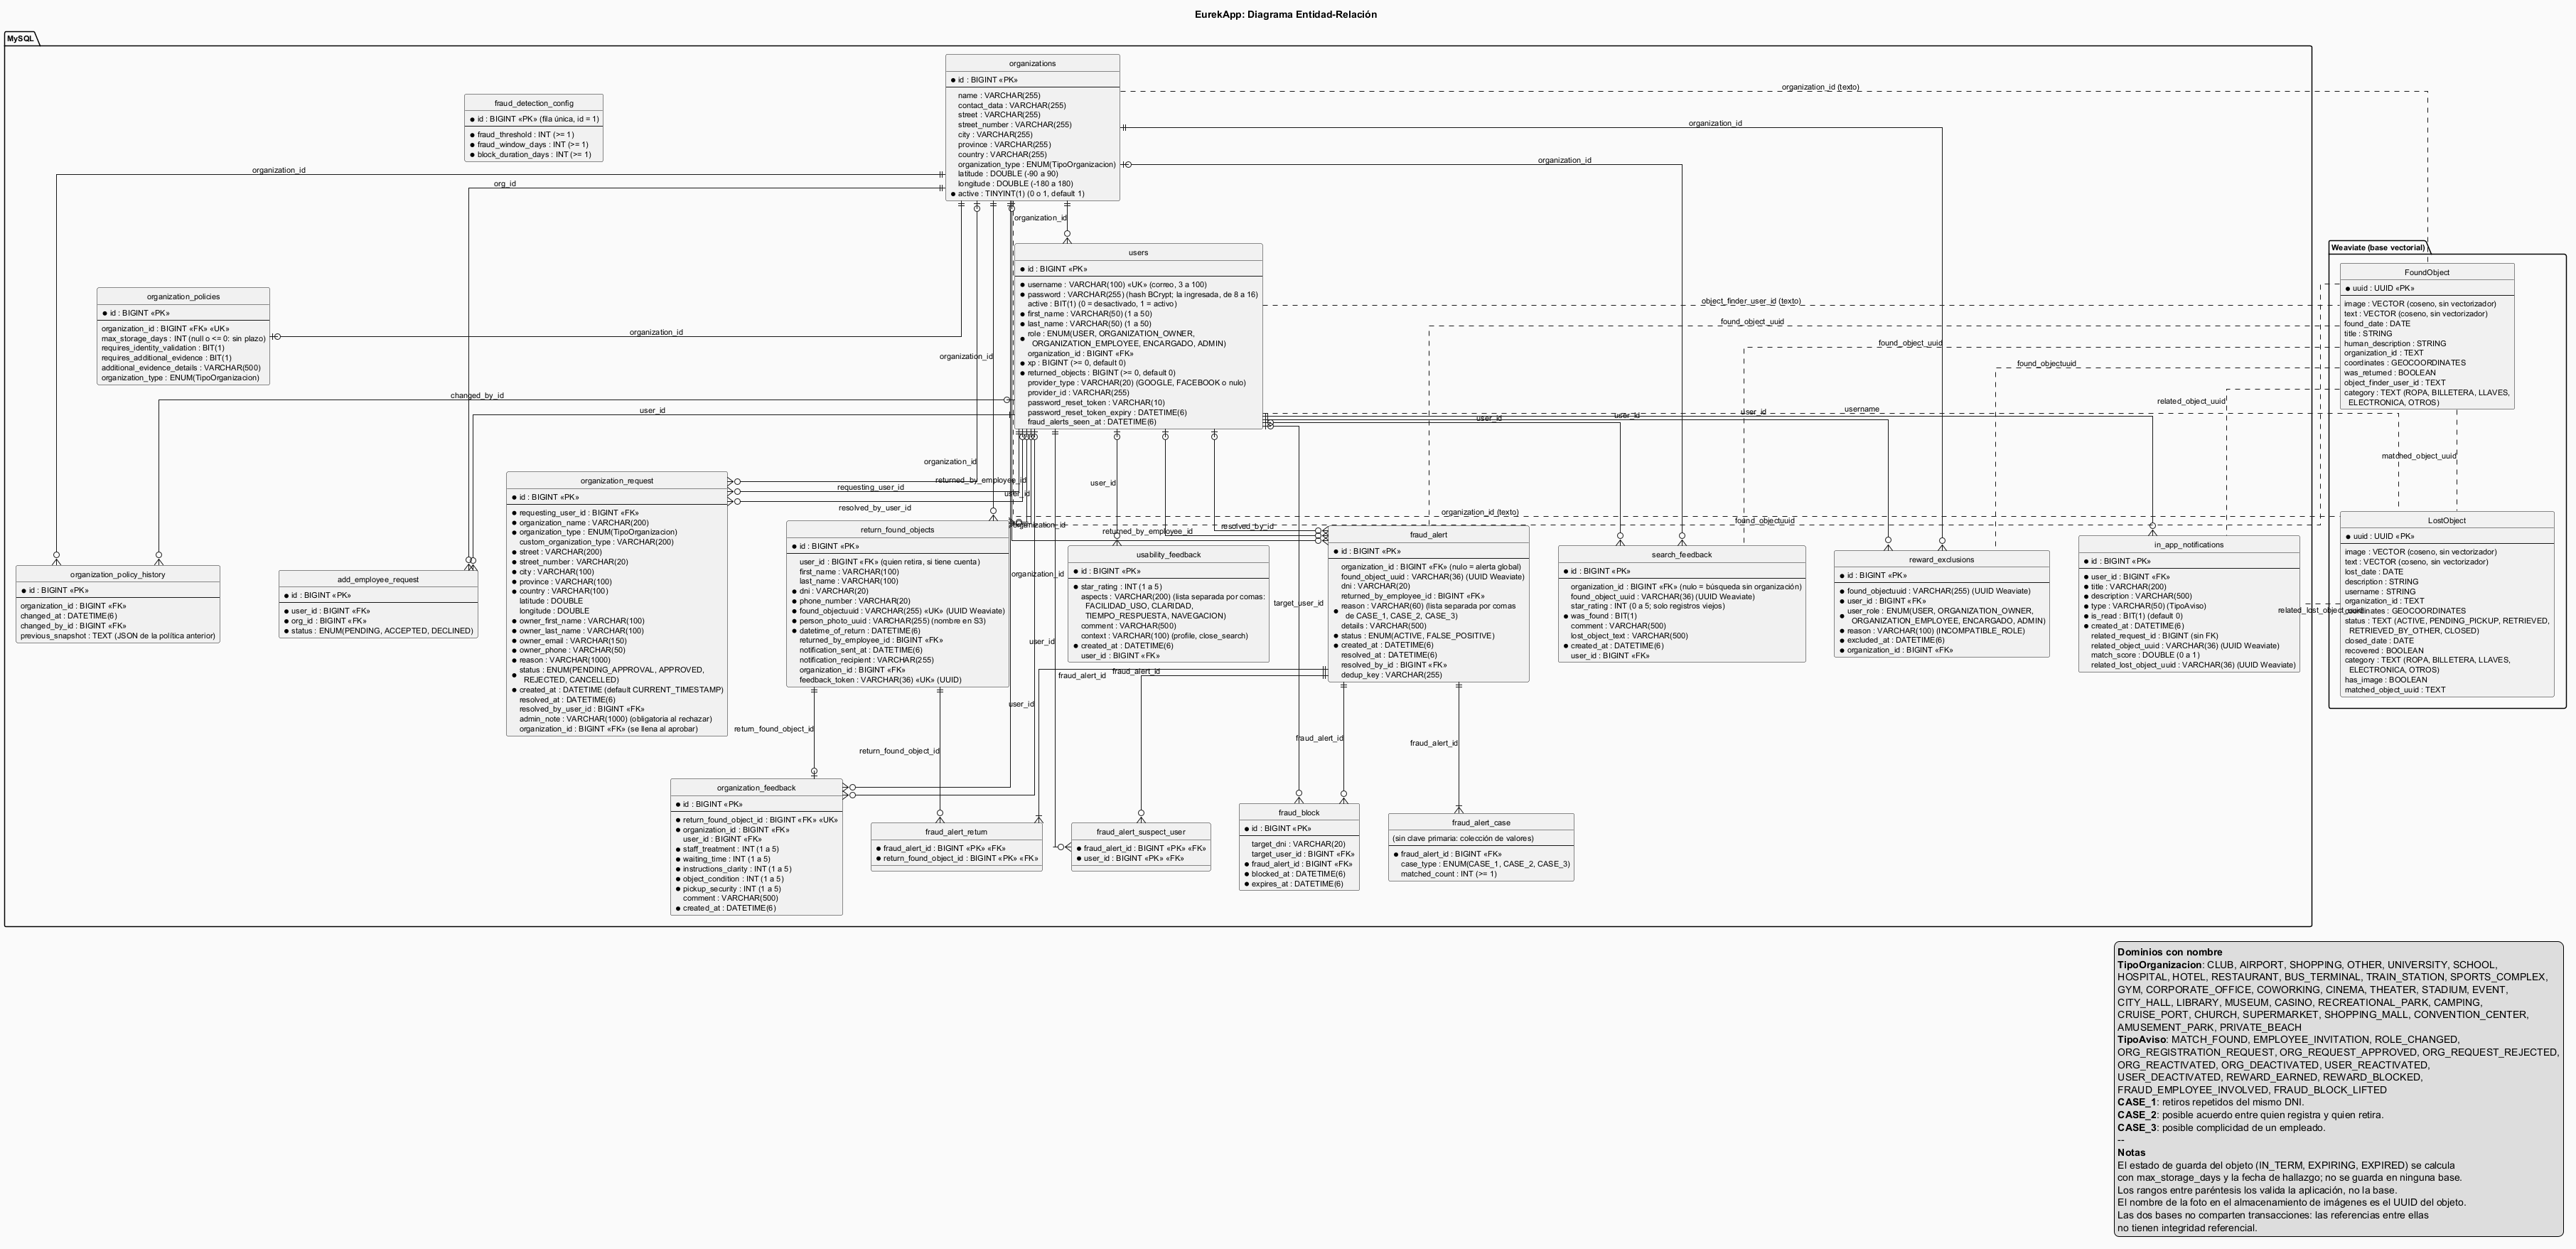 EurekApp: Diagrama Entidad-Relación
MySQL
organizations
id : BIGINT «PK»
name : VARCHAR(255)
contact_data : VARCHAR(255)
street : VARCHAR(255)
street_number : VARCHAR(255)
city : VARCHAR(255)
province : VARCHAR(255)
country : VARCHAR(255)
organization_type : ENUM(TipoOrganizacion)
latitude : DOUBLE (-90 a 90)
longitude : DOUBLE (-180 a 180)
active : TINYINT(1) (0 o 1, default 1)
fraud_detection_config
id : BIGINT «PK» (fila única, id = 1)
fraud_threshold : INT (>= 1)
fraud_window_days : INT (>= 1)
block_duration_days : INT (>= 1)
organization_id (texto)
organization_id
organization_id
organization_id
org_id
organization_id
users
id : BIGINT «PK»
username : VARCHAR(100) «UK» (correo, 3 a 100)
password : VARCHAR(255) (hash BCrypt; la ingresada, de 8 a 16)
active : BIT(1) (0 = desactivado, 1 = activo)
first_name : VARCHAR(50) (1 a 50)
last_name : VARCHAR(50) (1 a 50)
role : ENUM(USER, ORGANIZATION_OWNER,
ORGANIZATION_EMPLOYEE, ENCARGADO, ADMIN)
organization_id : BIGINT «FK»
xp : BIGINT (>= 0, default 0)
returned_objects : BIGINT (>= 0, default 0)
provider_type : VARCHAR(20) (GOOGLE, FACEBOOK o nulo)
provider_id : VARCHAR(255)
password_reset_token : VARCHAR(10)
password_reset_token_expiry : DATETIME(6)
fraud_alerts_seen_at : DATETIME(6)
organization_policies
id : BIGINT «PK»
organization_id : BIGINT «FK» «UK»
max_storage_days : INT (null o <= 0: sin plazo)
requires_identity_validation : BIT(1)
requires_additional_evidence : BIT(1)
additional_evidence_details : VARCHAR(500)
organization_type : ENUM(TipoOrganizacion)
organization_id
organization_id
changed_by_id
user_id
Weaviate (base vectorial)
FoundObject
uuid : UUID «PK»
image : VECTOR (coseno, sin vectorizador)
text : VECTOR (coseno, sin vectorizador)
found_date : DATE
title : STRING
human_description : STRING
organization_id : TEXT
coordinates : GEOCOORDINATES
was_returned : BOOLEAN
object_finder_user_id : TEXT
category : TEXT (ROPA, BILLETERA, LLAVES,
ELECTRONICA, OTROS)
object_finder_user_id (texto)
found_object_uuid
found_object_uuid
found_objectuuid
related_object_uuid
username
user_id
user_id
user_id
matched_object_uuid
organization_id
requesting_user_id
returned_by_employee_id
user_id
resolved_by_user_id
user_id
organization_id (texto)
found_objectuuid
organization_id
returned_by_employee_id
resolved_by_id
organization_request
id : BIGINT «PK»
requesting_user_id : BIGINT «FK»
organization_name : VARCHAR(200)
organization_type : ENUM(TipoOrganizacion)
custom_organization_type : VARCHAR(200)
street : VARCHAR(200)
street_number : VARCHAR(20)
city : VARCHAR(100)
province : VARCHAR(100)
country : VARCHAR(100)
latitude : DOUBLE
longitude : DOUBLE
owner_first_name : VARCHAR(100)
owner_last_name : VARCHAR(100)
owner_email : VARCHAR(150)
owner_phone : VARCHAR(50)
reason : VARCHAR(1000)
status : ENUM(PENDING_APPROVAL, APPROVED,
REJECTED, CANCELLED)
created_at : DATETIME (default CURRENT_TIMESTAMP)
resolved_at : DATETIME(6)
resolved_by_user_id : BIGINT «FK»
admin_note : VARCHAR(1000) (obligatoria al rechazar)
organization_id : BIGINT «FK» (se llena al aprobar)
return_found_objects
id : BIGINT «PK»
user_id : BIGINT «FK» (quien retira, si tiene cuenta)
first_name : VARCHAR(100)
last_name : VARCHAR(100)
dni : VARCHAR(20)
phone_number : VARCHAR(20)
found_objectuuid : VARCHAR(255) «UK» (UUID Weaviate)
person_photo_uuid : VARCHAR(255) (nombre en S3)
datetime_of_return : DATETIME(6)
returned_by_employee_id : BIGINT «FK»
notification_sent_at : DATETIME(6)
notification_recipient : VARCHAR(255)
organization_id : BIGINT «FK»
feedback_token : VARCHAR(36) «UK» (UUID)
organization_policy_history
id : BIGINT «PK»
organization_id : BIGINT «FK»
changed_at : DATETIME(6)
changed_by_id : BIGINT «FK»
previous_snapshot : TEXT (JSON de la política anterior)
add_employee_request
id : BIGINT «PK»
user_id : BIGINT «FK»
org_id : BIGINT «FK»
status : ENUM(PENDING, ACCEPTED, DECLINED)
usability_feedback
id : BIGINT «PK»
star_rating : INT (1 a 5)
aspects : VARCHAR(200) (lista separada por comas:
FACILIDAD_USO, CLARIDAD,
TIEMPO_RESPUESTA, NAVEGACION)
comment : VARCHAR(500)
context : VARCHAR(100) (profile, close_search)
created_at : DATETIME(6)
user_id : BIGINT «FK»
fraud_alert
id : BIGINT «PK»
organization_id : BIGINT «FK» (nulo = alerta global)
found_object_uuid : VARCHAR(36) (UUID Weaviate)
dni : VARCHAR(20)
returned_by_employee_id : BIGINT «FK»
reason : VARCHAR(60) (lista separada por comas
de CASE_1, CASE_2, CASE_3)
details : VARCHAR(500)
status : ENUM(ACTIVE, FALSE_POSITIVE)
created_at : DATETIME(6)
resolved_at : DATETIME(6)
resolved_by_id : BIGINT «FK»
dedup_key : VARCHAR(255)
search_feedback
id : BIGINT «PK»
organization_id : BIGINT «FK» (nulo = búsqueda sin organización)
found_object_uuid : VARCHAR(36) (UUID Weaviate)
star_rating : INT (0 a 5; solo registros viejos)
was_found : BIT(1)
comment : VARCHAR(500)
lost_object_text : VARCHAR(500)
created_at : DATETIME(6)
user_id : BIGINT «FK»
reward_exclusions
id : BIGINT «PK»
found_objectuuid : VARCHAR(255) (UUID Weaviate)
user_id : BIGINT «FK»
user_role : ENUM(USER, ORGANIZATION_OWNER,
ORGANIZATION_EMPLOYEE, ENCARGADO, ADMIN)
reason : VARCHAR(100) (INCOMPATIBLE_ROLE)
excluded_at : DATETIME(6)
organization_id : BIGINT «FK»
in_app_notifications
id : BIGINT «PK»
user_id : BIGINT «FK»
title : VARCHAR(200)
description : VARCHAR(500)
type : VARCHAR(50) (TipoAviso)
is_read : BIT(1) (default 0)
created_at : DATETIME(6)
related_request_id : BIGINT (sin FK)
related_object_uuid : VARCHAR(36) (UUID Weaviate)
match_score : DOUBLE (0 a 1)
related_lost_object_uuid : VARCHAR(36) (UUID Weaviate)
LostObject
uuid : UUID «PK»
image : VECTOR (coseno, sin vectorizador)
text : VECTOR (coseno, sin vectorizador)
lost_date : DATE
description : STRING
username : STRING
organization_id : TEXT
coordinates : GEOCOORDINATES
status : TEXT (ACTIVE, PENDING_PICKUP, RETRIEVED,
RETRIEVED_BY_OTHER, CLOSED)
closed_date : DATE
recovered : BOOLEAN
category : TEXT (ROPA, BILLETERA, LLAVES,
ELECTRONICA, OTROS)
has_image : BOOLEAN
matched_object_uuid : TEXT
related_lost_object_uuid
organization_id
target_user_id
user_id
fraud_alert_id
fraud_alert_id
user_id
return_found_object_id
return_found_object_id
fraud_alert_id
fraud_alert_id
organization_feedback
id : BIGINT «PK»
return_found_object_id : BIGINT «FK» «UK»
organization_id : BIGINT «FK»
user_id : BIGINT «FK»
staff_treatment : INT (1 a 5)
waiting_time : INT (1 a 5)
instructions_clarity : INT (1 a 5)
object_condition : INT (1 a 5)
pickup_security : INT (1 a 5)
comment : VARCHAR(500)
created_at : DATETIME(6)
fraud_alert_return
fraud_alert_id : BIGINT «PK» «FK»
return_found_object_id : BIGINT «PK» «FK»
fraud_alert_suspect_user
fraud_alert_id : BIGINT «PK» «FK»
user_id : BIGINT «PK» «FK»
fraud_block
id : BIGINT «PK»
target_dni : VARCHAR(20)
target_user_id : BIGINT «FK»
fraud_alert_id : BIGINT «FK»
blocked_at : DATETIME(6)
expires_at : DATETIME(6)
fraud_alert_case
(sin clave primaria: colección de valores)
fraud_alert_id : BIGINT «FK»
case_type : ENUM(CASE_1, CASE_2, CASE_3)
matched_count : INT (>= 1)
Dominios con nombre
TipoOrganizacion: CLUB, AIRPORT, SHOPPING, OTHER, UNIVERSITY, SCHOOL,
HOSPITAL, HOTEL, RESTAURANT, BUS_TERMINAL, TRAIN_STATION, SPORTS_COMPLEX,
GYM, CORPORATE_OFFICE, COWORKING, CINEMA, THEATER, STADIUM, EVENT,
CITY_HALL, LIBRARY, MUSEUM, CASINO, RECREATIONAL_PARK, CAMPING,
CRUISE_PORT, CHURCH, SUPERMARKET, SHOPPING_MALL, CONVENTION_CENTER,
AMUSEMENT_PARK, PRIVATE_BEACH
TipoAviso: MATCH_FOUND, EMPLOYEE_INVITATION, ROLE_CHANGED,
ORG_REGISTRATION_REQUEST, ORG_REQUEST_APPROVED, ORG_REQUEST_REJECTED,
ORG_REACTIVATED, ORG_DEACTIVATED, USER_REACTIVATED,
USER_DEACTIVATED, REWARD_EARNED, REWARD_BLOCKED,
FRAUD_EMPLOYEE_INVOLVED, FRAUD_BLOCK_LIFTED
CASE_1: retiros repetidos del mismo DNI.
CASE_2: posible acuerdo entre quien registra y quien retira.
CASE_3: posible complicidad de un empleado.
--
Notas
El estado de guarda del objeto (IN_TERM, EXPIRING, EXPIRED) se calcula
con max_storage_days y la fecha de hallazgo; no se guarda en ninguna base.
Los rangos entre paréntesis los valida la aplicación, no la base.
El nombre de la foto en el almacenamiento de imágenes es el UUID del objeto.
Las dos bases no comparten transacciones: las referencias entre ellas
no tienen integridad referencial.